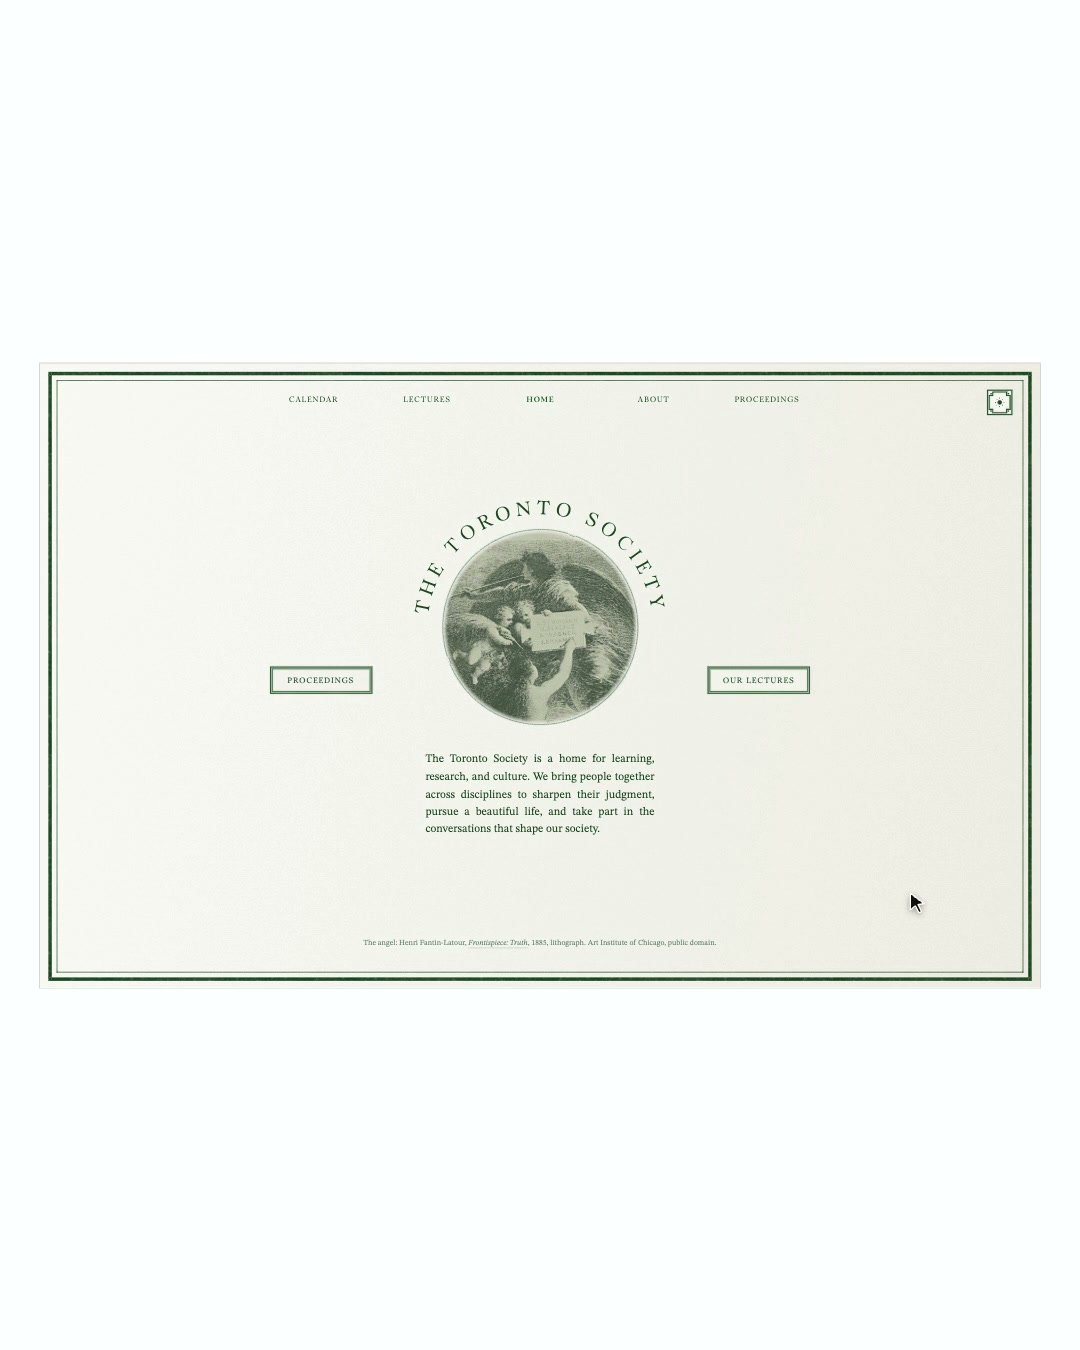 CALENDAR LECTURES HOME ABOUT PROCEEDINGS
THE TORONTO SOCIETY
PROCEEDINGS
OUR LECTURES
The Toronto Society is a home for learning,
research, and culture. We bring people together
across disciplines to sharpen their judgment,
pursue a beautiful life, and take part in the
conversations that shape our society.
The angel: Henri Fantin-Latour, Frontispiece: Truth, 1885, lithograph. Art Institute of Chicago, public domain.